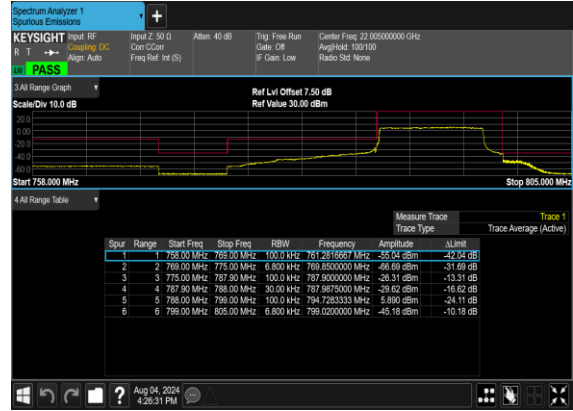 Spectrum Analyzer 1
Spurious Emissions
KEYSIGHT Input: RF Input Z: 50 Ω Atten: 40 dB Trig: Free Run Center Freq: 22.005000000 GHz
R T Coupling: DC Corr CCorr Gate: Off Avg|Hold: 100/100
Align: Auto Freq Ref: Int (S) IF Gain: Low Radio Std: None
PASS
3 All Range Graph
Ref Lvl Offset 7.50 dB
Scale/Div 10.0 dB Ref Value 30.00 dBm
20.0
0.00
-20.0
-40.0
-60.0
Start 758.000 MHz Stop 805.000 MHz
4 All Range Table
Measure Trace Trace 1
Trace Type Trace Average (Active)
Spur Range Start Freq Stop Freq RBW Frequency Amplitude ΔLimit
1 1 758.00 MHz 769.00 MHz 100.0 kHz 761.2816667 MHz -55.04 dBm -42.04 dB
2 2 769.00 MHz 775.00 MHz 6.800 kHz 769.8500000 MHz -66.69 dBm -31.69 dB
3 3 775.00 MHz 787.90 MHz 100.0 kHz 787.9000000 MHz -26.31 dBm -13.31 dB
4 4 787.90 MHz 788.00 MHz 30.00 kHz 787.9875000 MHz -29.62 dBm -16.62 dB
5 5 788.00 MHz 799.00 MHz 100.0 kHz 794.7283333 MHz 5.890 dBm -24.11 dB
6 6 799.00 MHz 805.00 MHz 6.800 kHz 799.0200000 MHz -45.18 dBm -10.18 dB
? Aug 04, 2024
4:26:31 PM